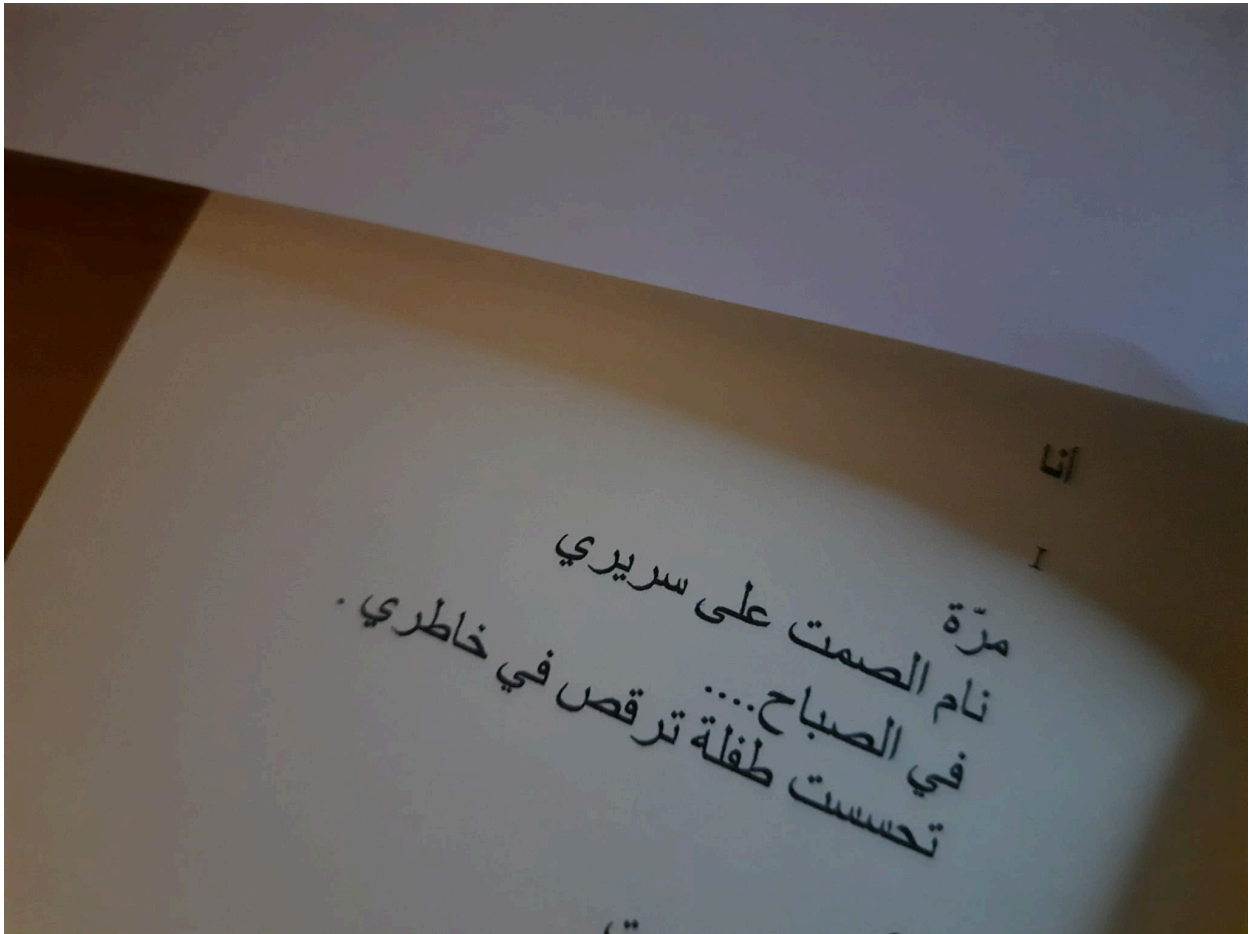 أنا
I
مرّة
نام الصمت على سريري
في الصباح....
تحسست طفلة ترقص في خاطري .